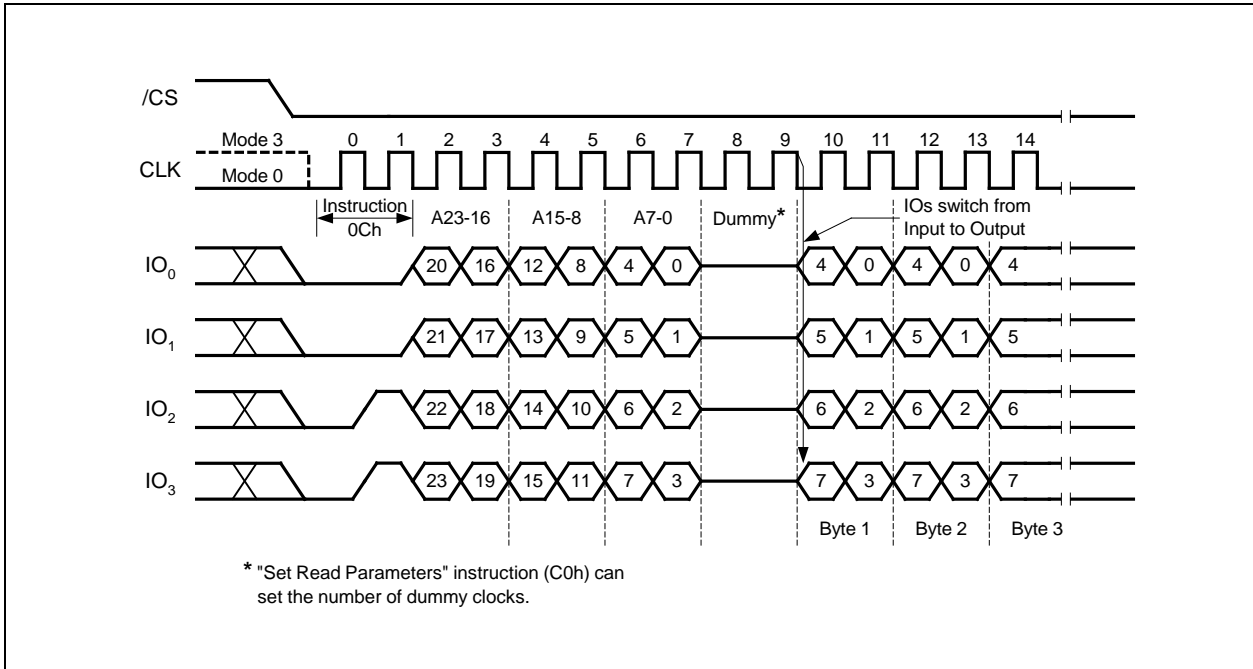 /CS
Mode 3 0 1 2 3 4 5 6 7 8 9 10 11 12 13 14
CLK
Mode 0
Instruction
0Ch
A23-16 A15-8 A7-0 Dummy*
IOs switch from
Input to Output
IO0 20 16 12 8 4 0 4 0 4 0 4
IO1 21 17 13 9 5 1 5 1 5 1 5
IO2 22 18 14 10 6 2 6 2 6 2 6
IO3 23 19 15 11 7 3 7 3 7 3 7
Byte 1 Byte 2 Byte 3
* "Set Read Parameters" instruction (C0h) can
set the number of dummy clocks.